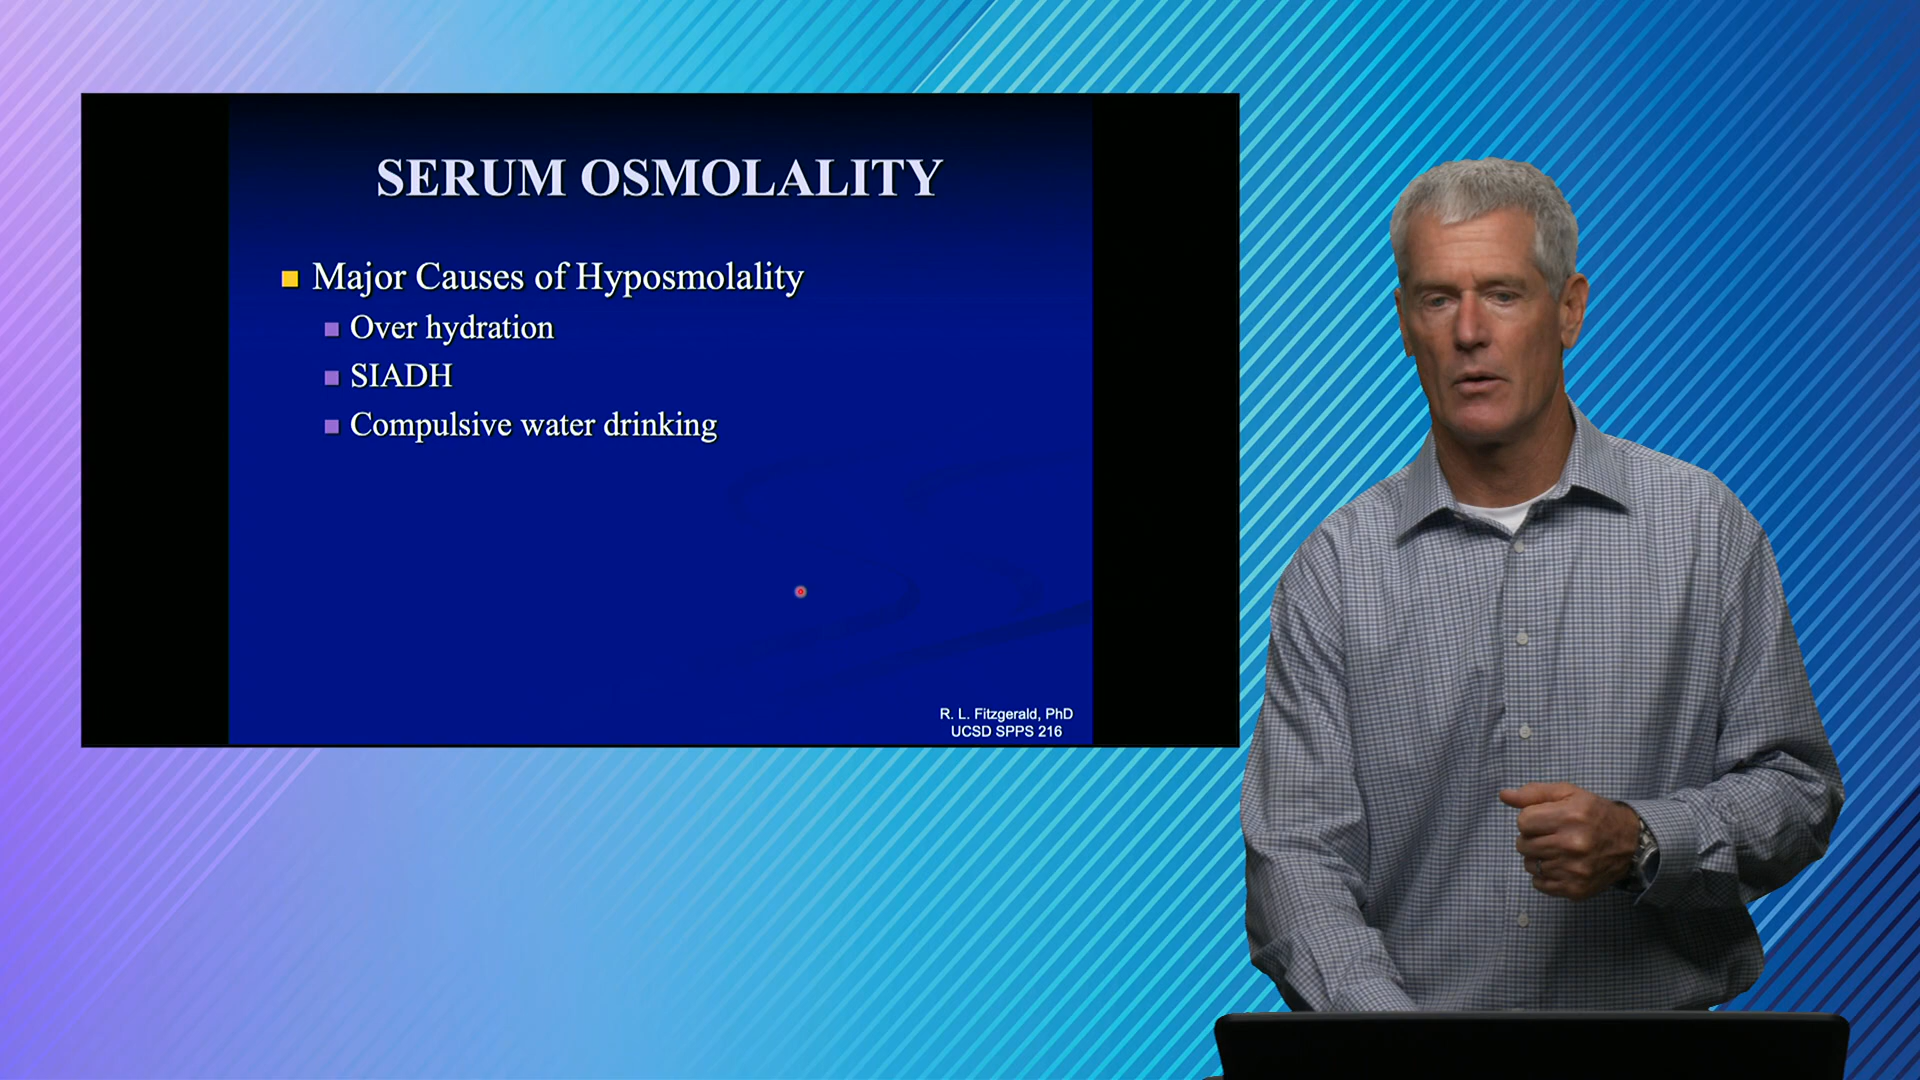 SERUM OSMOLALITY
Major Causes of Hyposmolality
Over hydration
SIADH
Compulsive water drinking
R. L. Fitzgerald, PhD
UCSD SPPS 216